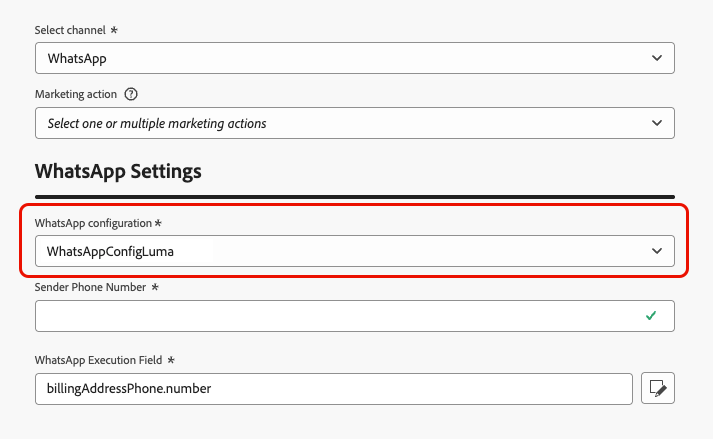 Select channel *
WhatsApp
Marketing action ?
Select one or multiple marketing actions
WhatsApp Settings
WhatsApp configuration *
WhatsAppConfigLuma
Sender Phone Number *
WhatsApp Execution Field *
billingAddressPhone.number